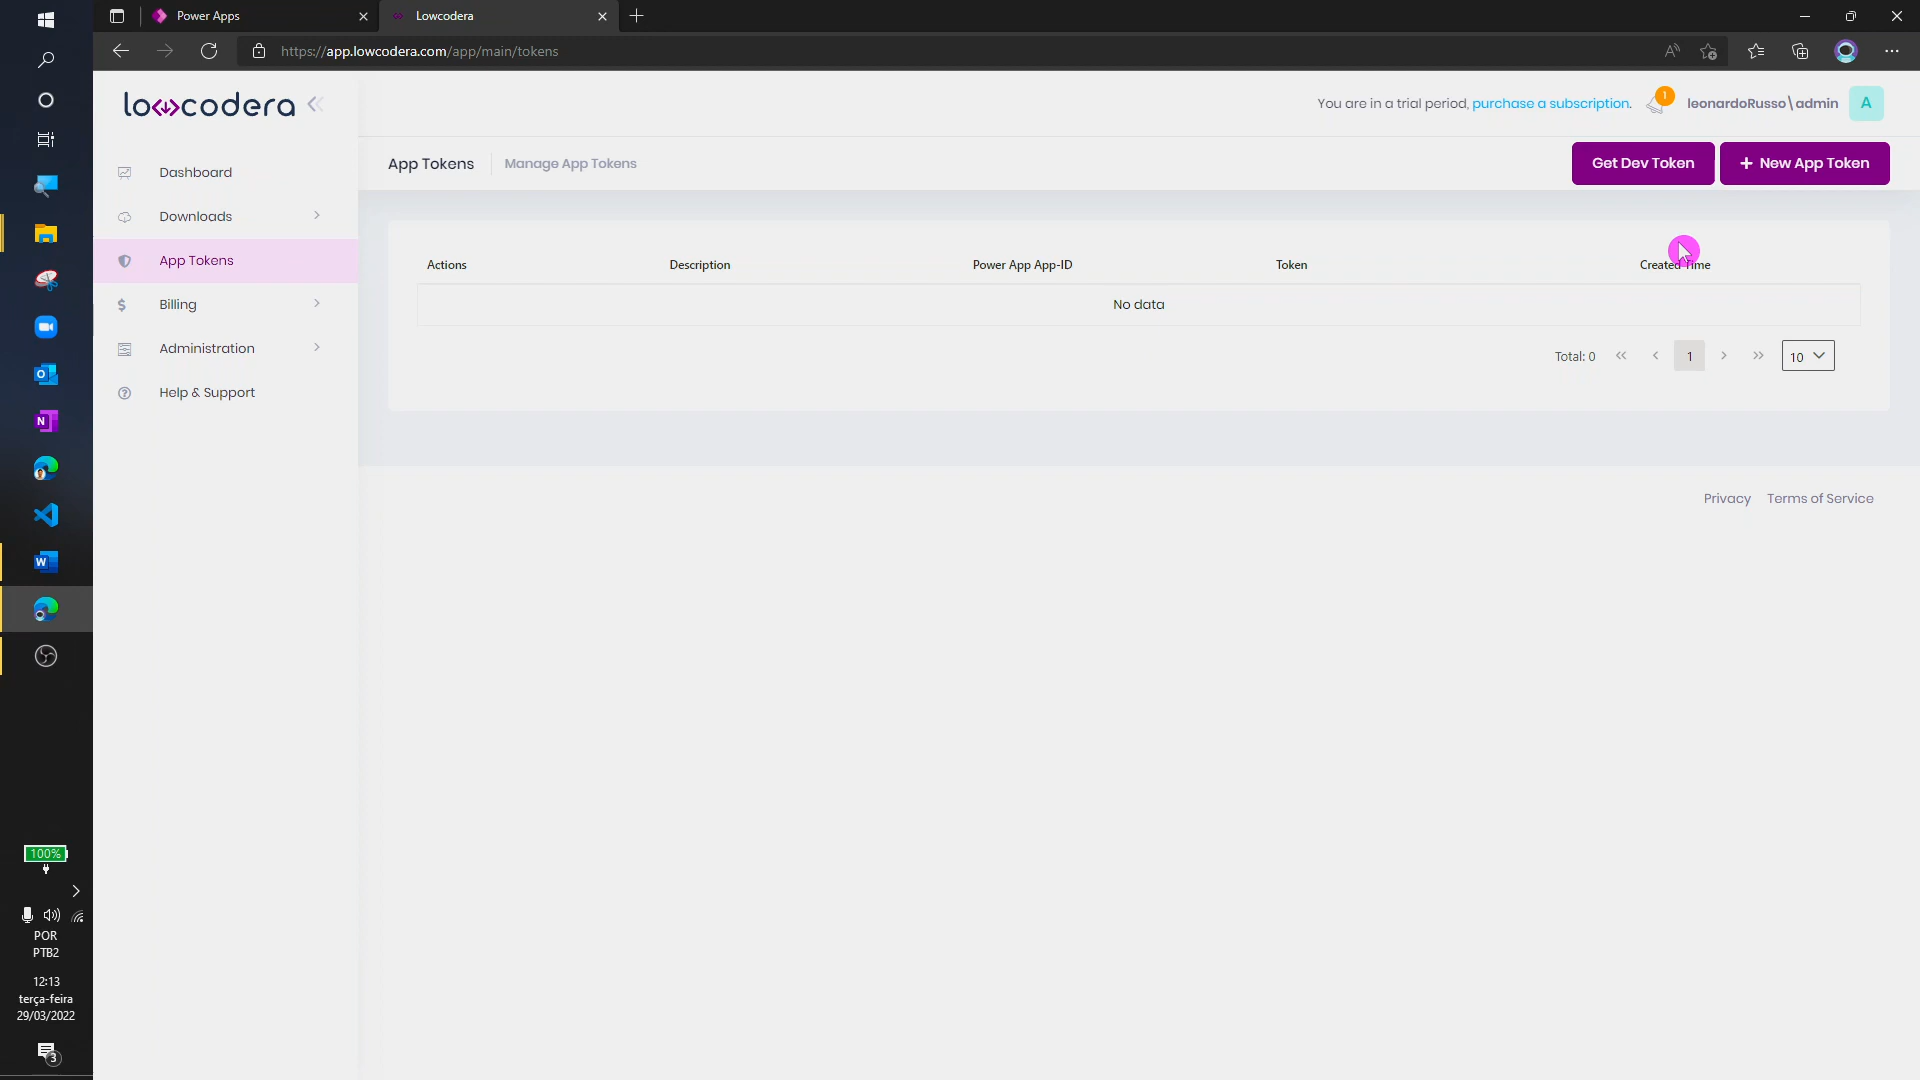 Power Apps
Lowcodera
https://app.lowcodera.com/app/main/tokens
lowcodera
You are in a trial period, purchase a subscription.
1
leonardoRusso\admin
A
Dashboard
Downloads
App Tokens
Billing
Administration
Help & Support
App Tokens
Manage App Tokens
Get Dev Token
+ New App Token
Actions
Description
Power App App-ID
Token
Created Time
No data
Total: 0
1
10
Privacy
Terms of Service
100%
POR
PTB2
12:13
terça-feira
29/03/2022
3